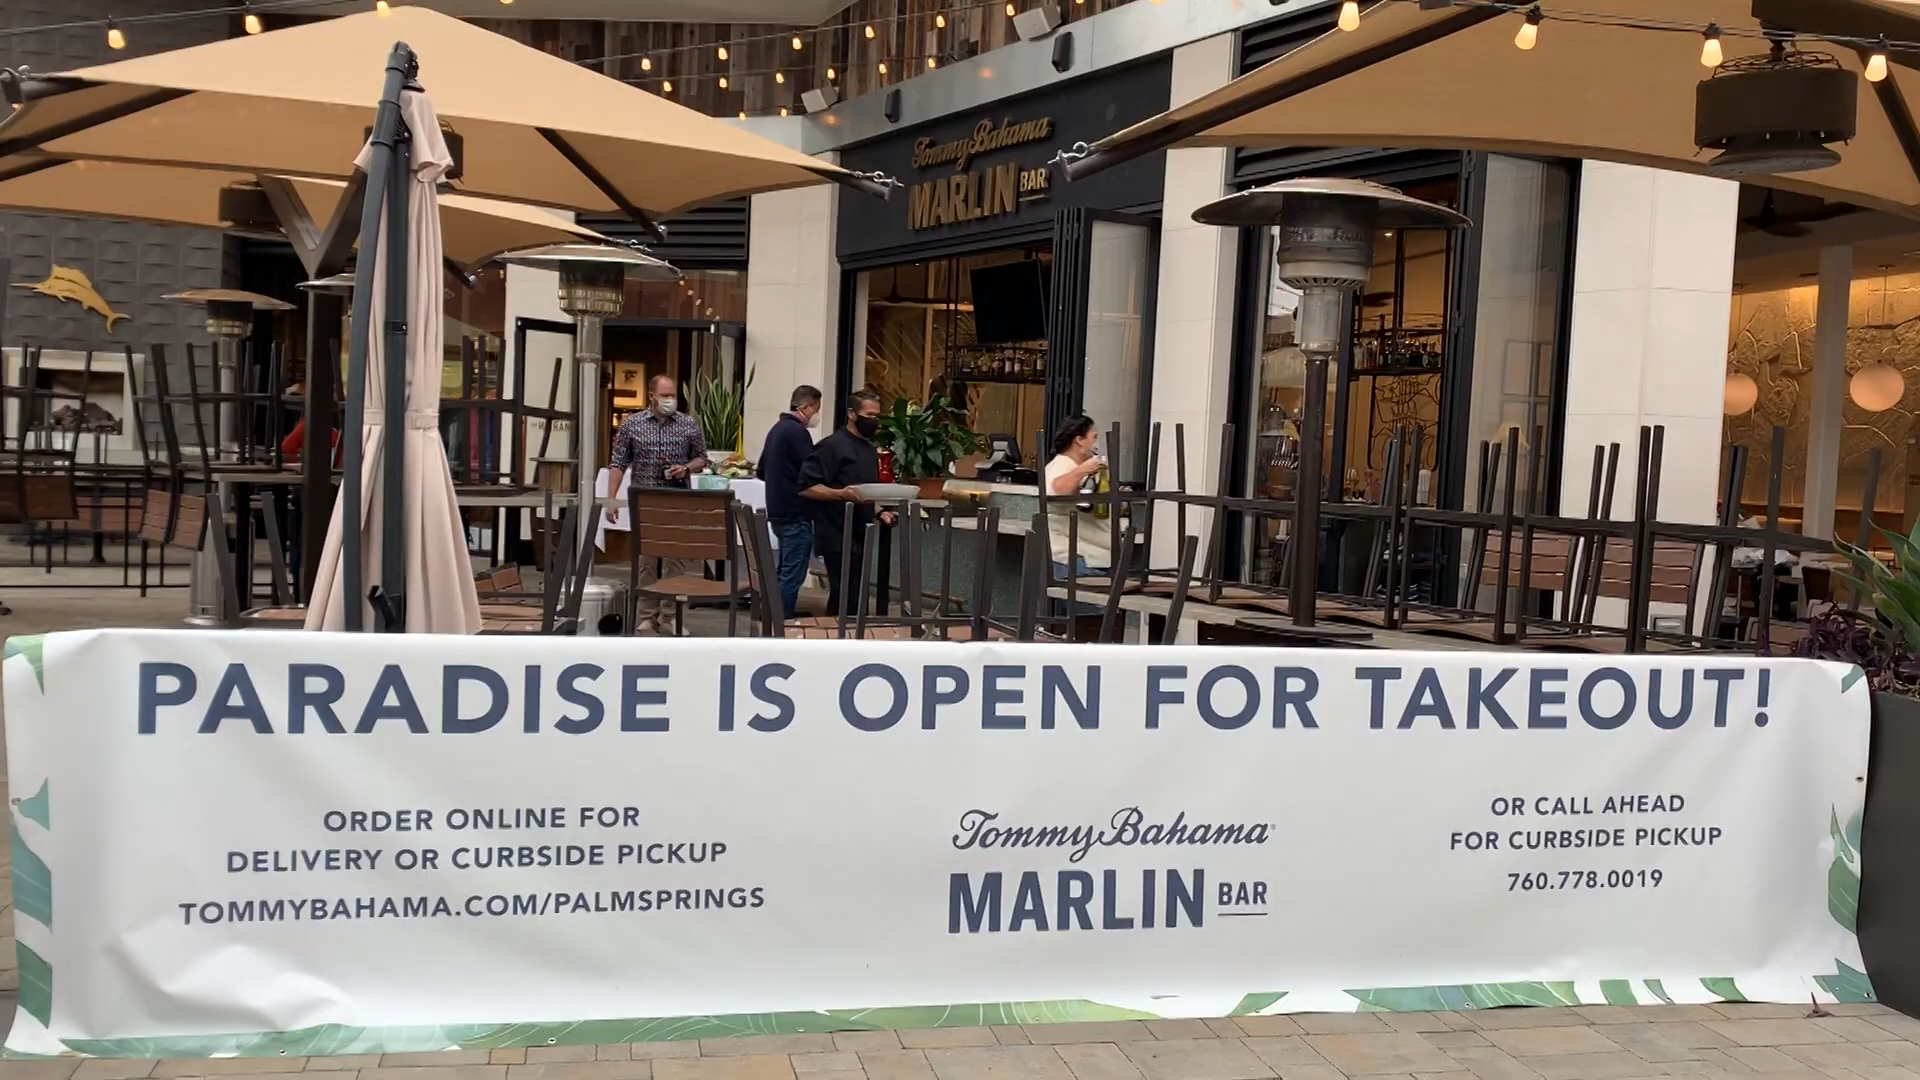 Tommy Bahama
MARLIN BAR
PARADISE IS OPEN FOR TAKEOUT!
ORDER ONLINE FOR
DELIVERY OR CURBSIDE PICKUP
TOMMYBAHAMA.COM/PALMSPRINGS
Tommy Bahama
MARLIN BAR
OR CALL AHEAD
FOR CURBSIDE PICKUP
760.778.0019